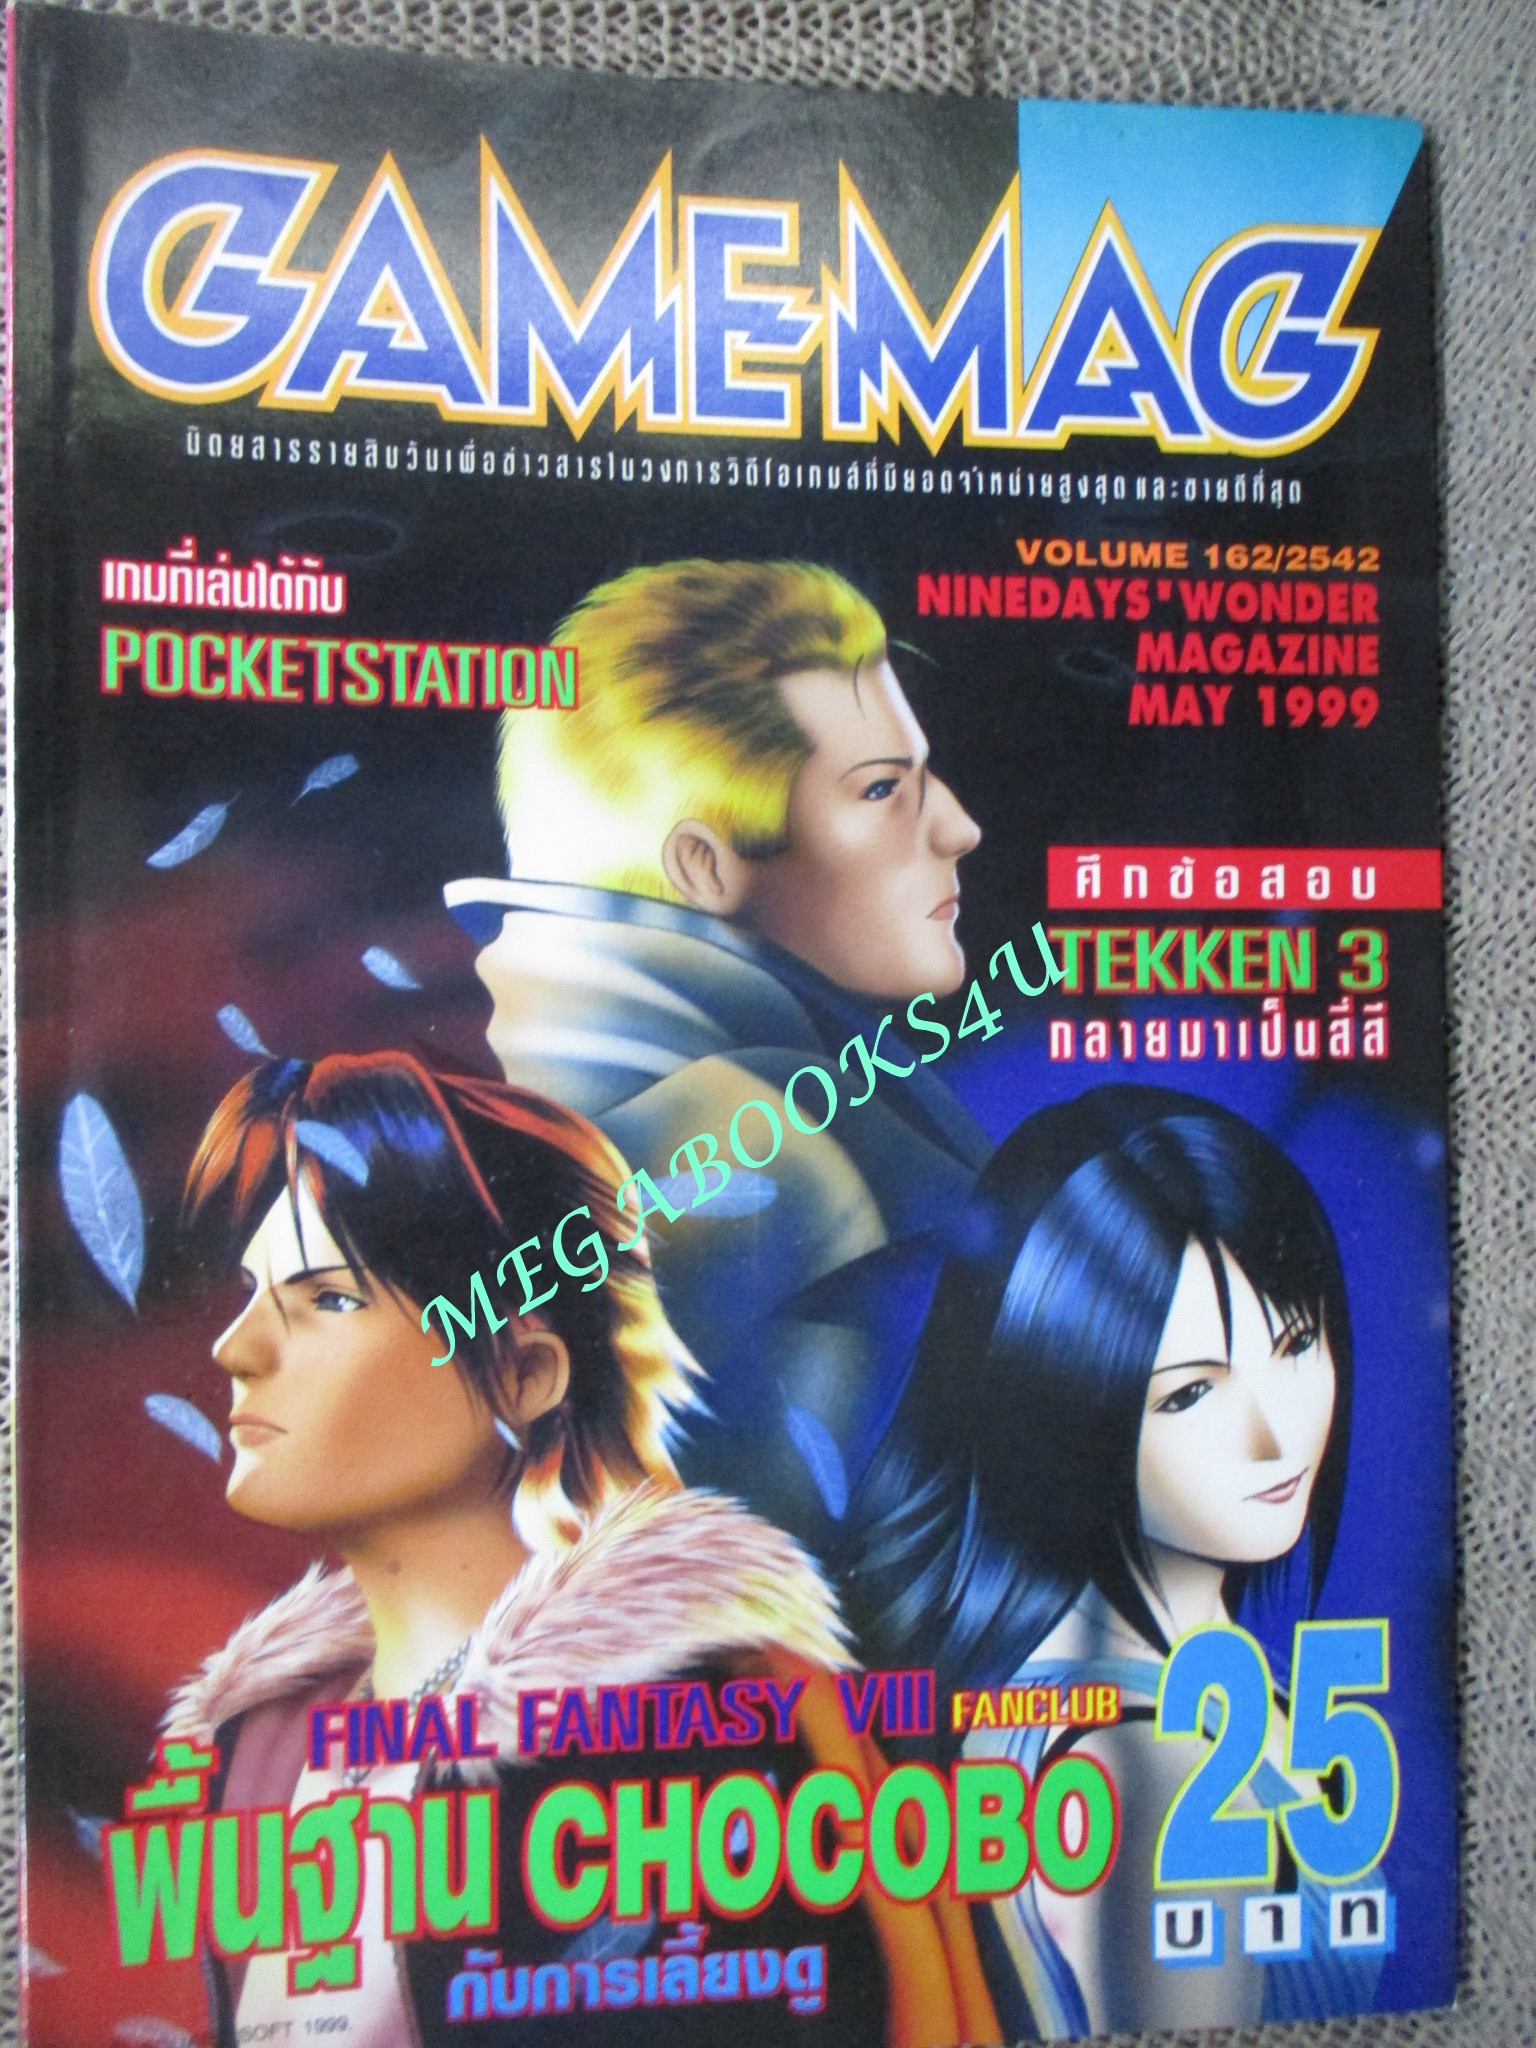 GAMEMAG
นิตยสารรายสิบวันเพื่อข่าวสารในวงการวิดีโอเกมส์ที่มียอดจำหน่ายสูงสุดและขายดีที่สุด
VOLUME 162/2542
NINEDAYS'WONDER
MAGAZINE
MAY 1999
เกมที่เล่นได้กับ
POCKETSTATION
ศึกข้อสอบ
TEKKEN 3
กลายมาเป็นสี่สี
MEGABOOKS4U
FINAL FANTASY VIII FANCLUB
พื้นฐาน CHOCOBO
กับการเลี้ยงดู
25
บาท
SOFT 1999.